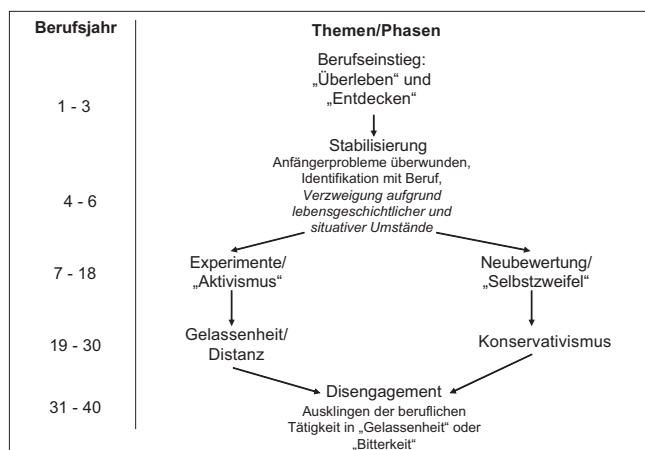 Berufsjahr
Themen/Phasen
1 - 3
Berufseinstieg:
„Überleben“ und
„Entdecken“
4 - 6
Stabilisierung
Anfängerprobleme überwunden,
Identifikation mit Beruf,
Verzweigung aufgrund
lebensgeschichtlicher und
situativer Umstände
7 - 18
Experimente/
„Aktivismus“
Neubewertung/
„Selbstzweifel“
19 - 30
Gelassenheit/
Distanz
Konservativismus
31 - 40
Disengagement
Ausklingen der beruflichen
Tätigkeit in „Gelassenheit“ oder
„Bitterkeit“